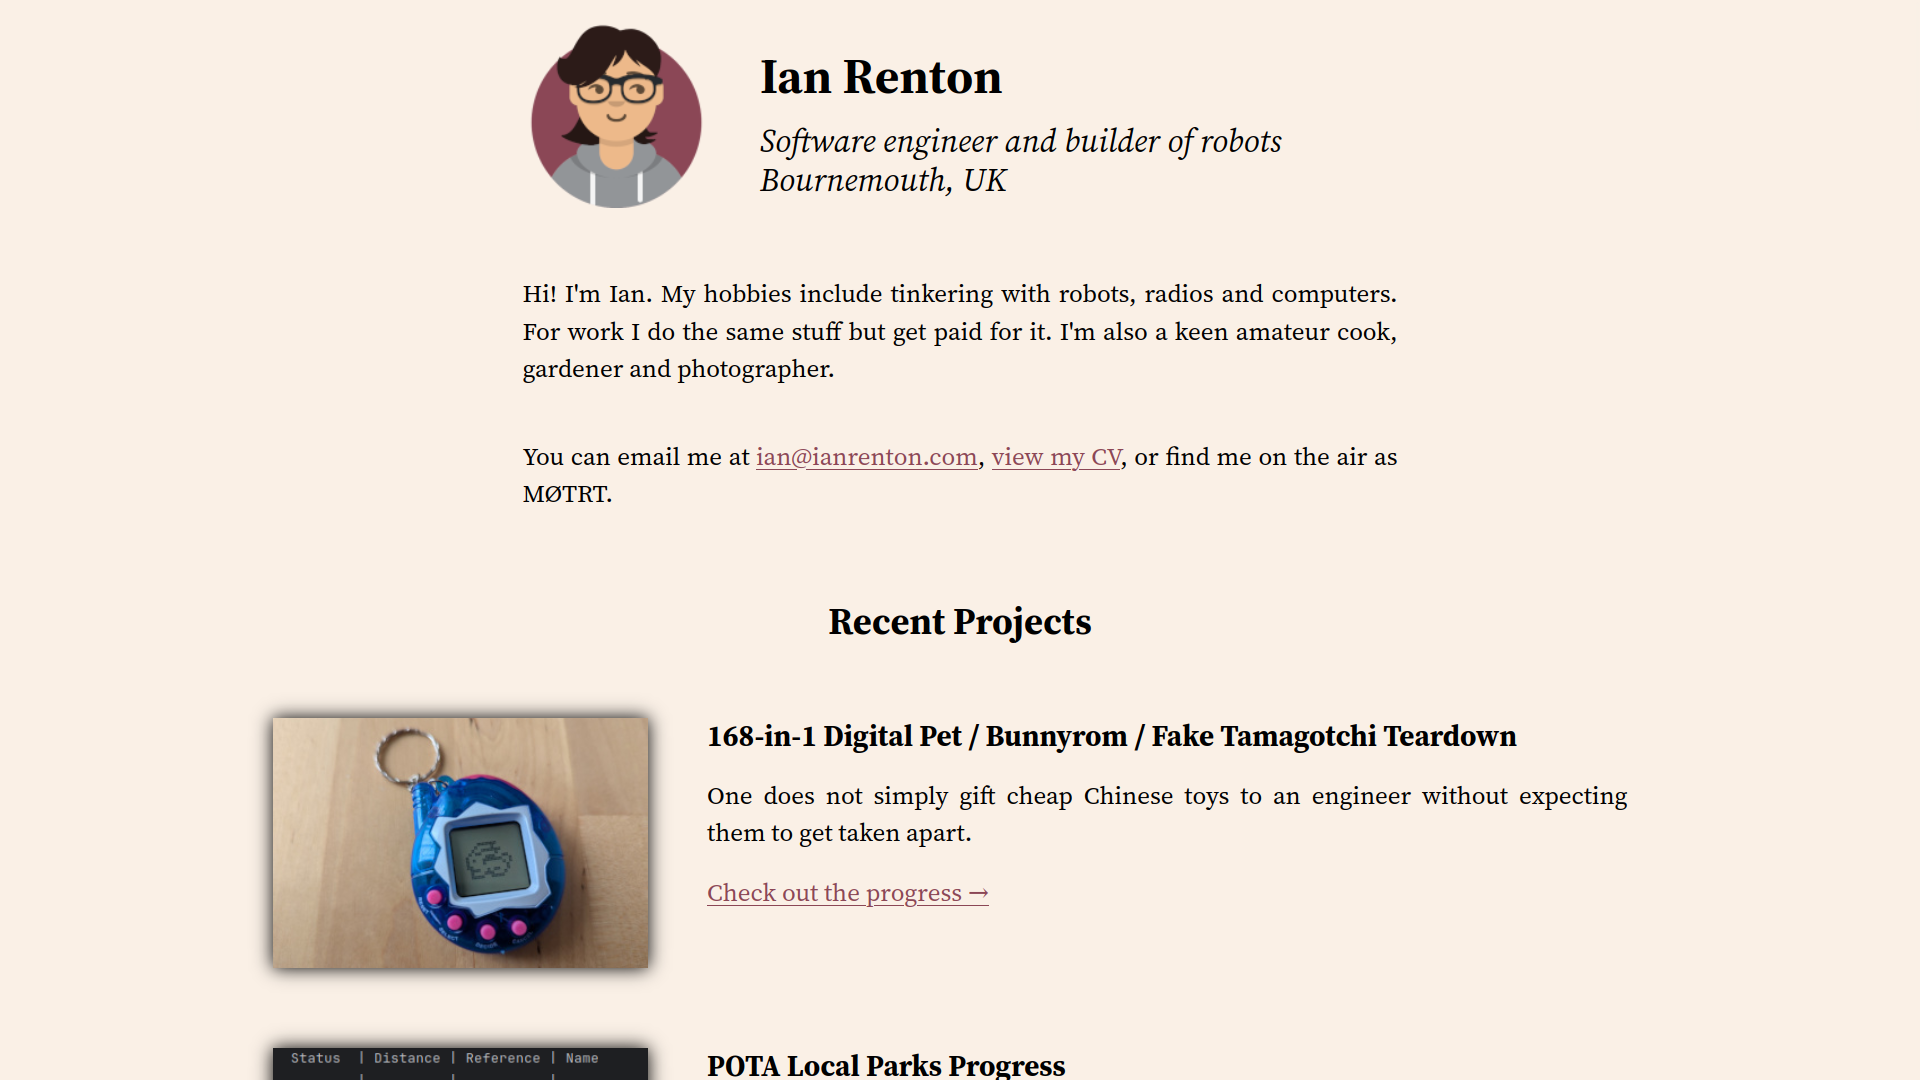 Ian Renton
Software engineer and builder of robots
Bournemouth, UK
Hi! I'm Ian. My hobbies include tinkering with robots, radios and computers.
For work I do the same stuff but get paid for it. I'm also a keen amateur cook,
gardener and photographer.
You can email me at ian@ianrenton.com, view my CV, or find me on the air as
MØTRT.
Recent Projects
168-in-1 Digital Pet / Bunnyrom / Fake Tamagotchi Teardown
One does not simply gift cheap Chinese toys to an engineer without expecting
them to get taken apart.
Check out the progress →
RESET
SELECT
DECIDE
Status | Distance | Reference | Name
POTA Local Parks Progress